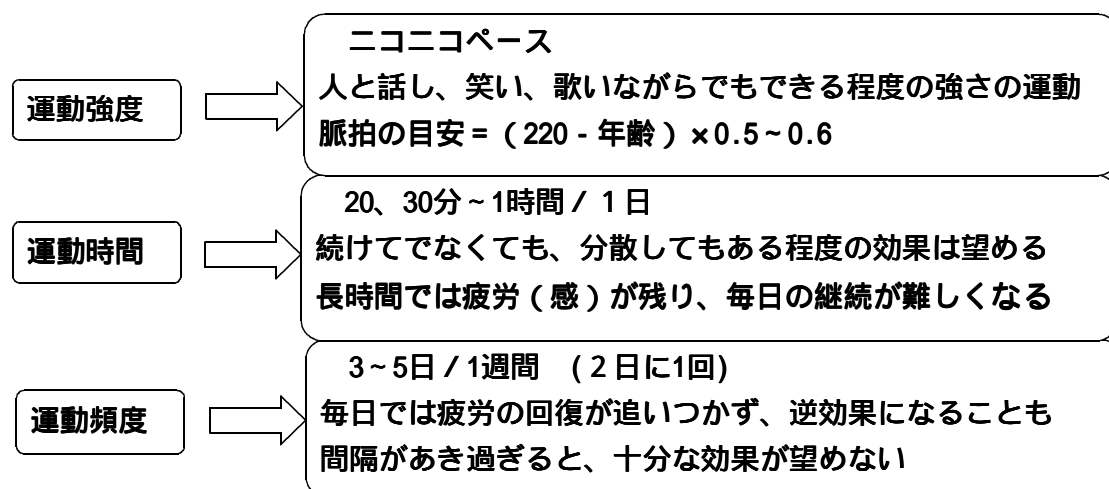 運動強度
ニコニコペース
人と話し、笑い、歌いながらでもできる程度の強さの運動
脈拍の目安=(220 - 年齢)×0.5~0.6
運動時間
20、30分~1時間/1日
続けてでなくても、分散してもある程度の効果は望める
長時間では疲労(感)が残り、毎日の継続が難しくなる
運動頻度
3~5日/1週間 (2日に1回)
毎日では疲労の回復が追いつかず、逆効果になることも
間隔があき過ぎると、十分な効果が望めない